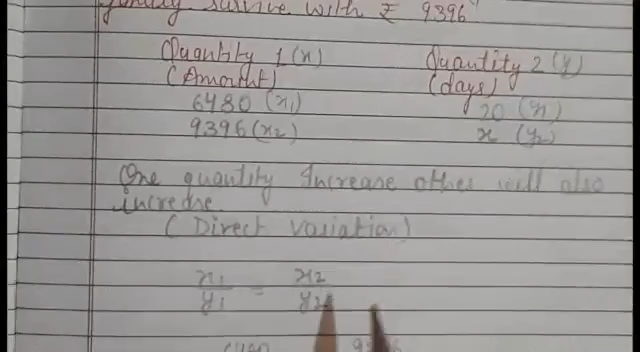 family survive with ₹ 9396
Quantity 1 (x) Quantity 2 (y)
(Amount) (days)
6480 (x1) 20 (y1)
9396 (x2) x (y2)
One quantity Increase other will also
increase
(Direct variation)
x1/y1 = x2/y2